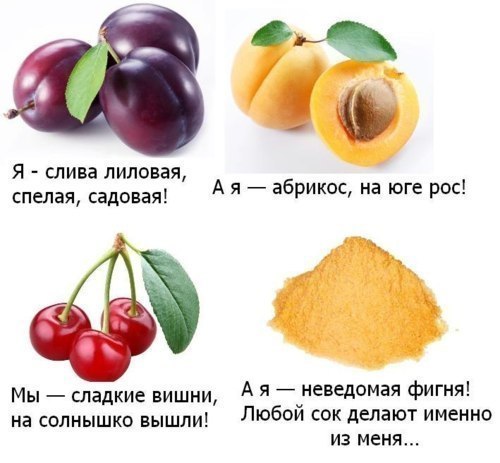 Я - слива лиловая,
спелая, садовая!
А я — абрикос, на юге рос!
Мы — сладкие вишни,
на солнышко вышли!
А я — неведомая фигня!
Любой сок делают именно
из меня...